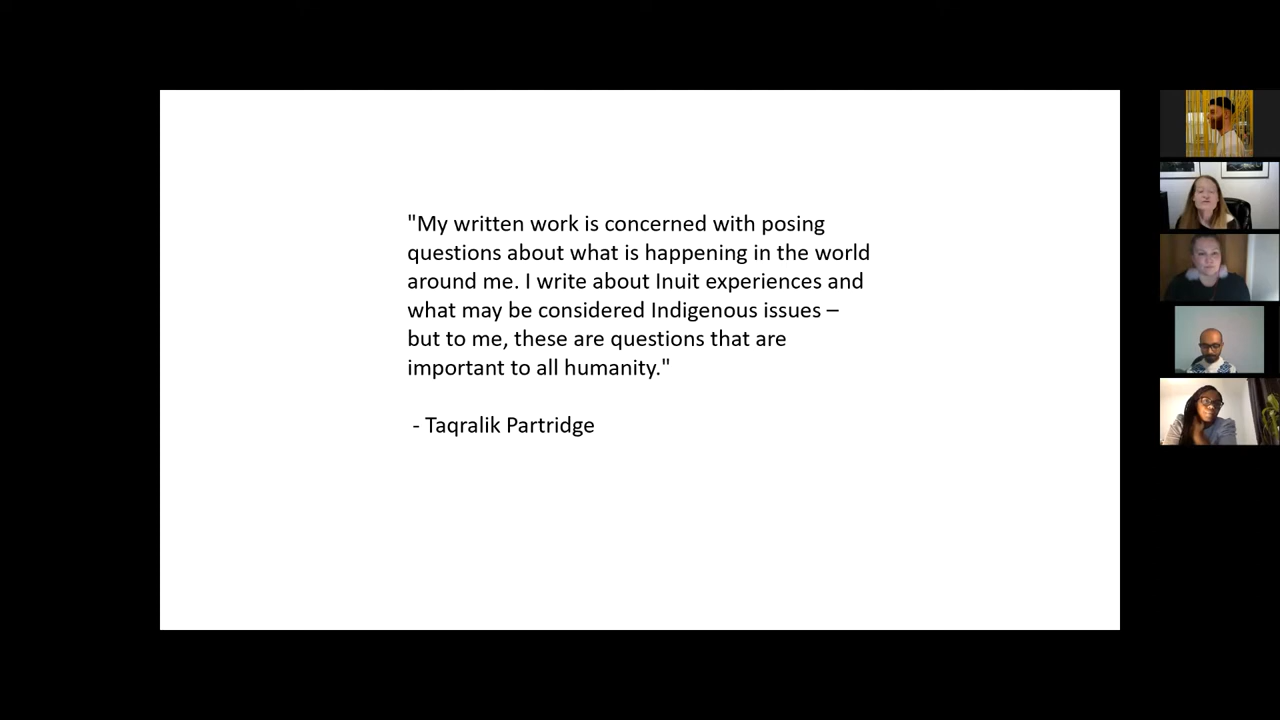 "My written work is concerned with posing
questions about what is happening in the world
around me. I write about Inuit experiences and
what may be considered Indigenous issues –
but to me, these are questions that are
important to all humanity."
- Taqralik Partridge